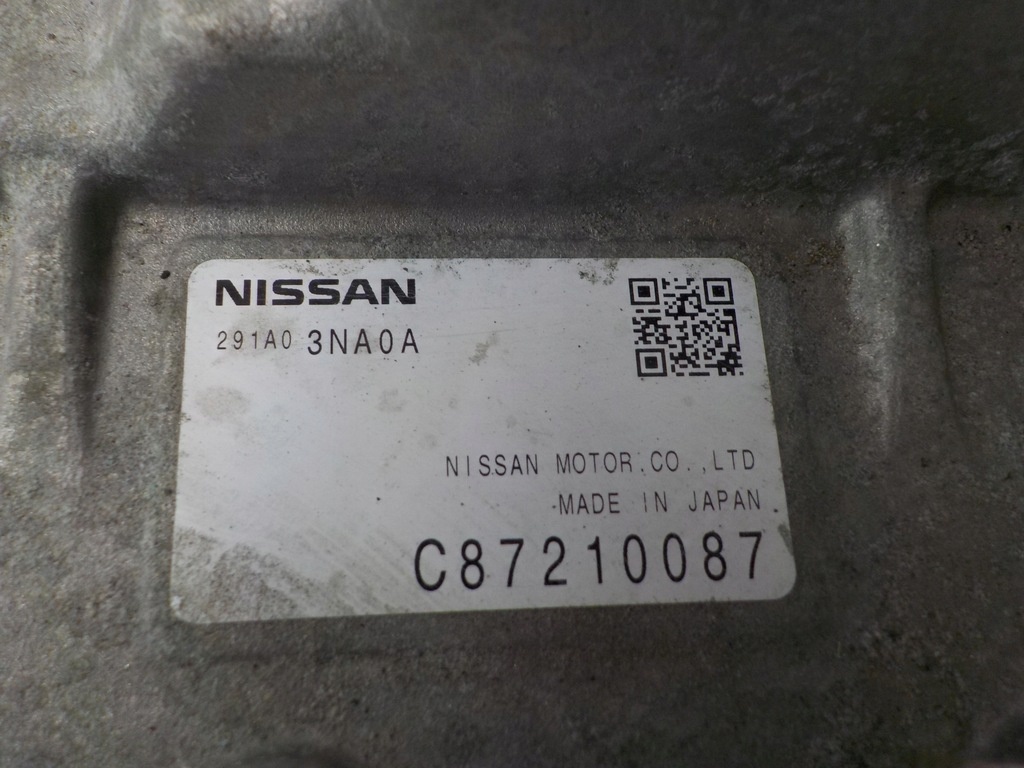 NISSAN
291A0 3NA0A
NISSAN MOTOR.CO.,LTD
MADE IN JAPAN
C87210087